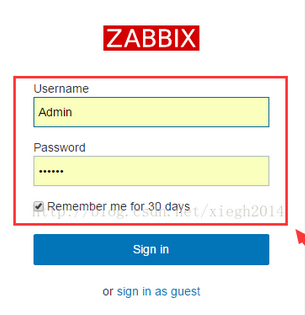 ZABBIX
Username
Admin
Password
••••••
Remember me for 30 days
http://blog.csdn.net/xiegh2014
Sign in
or sign in as guest